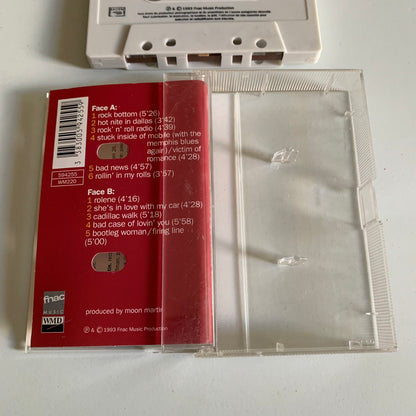 ℗ & © 1993 Fnac Music Production
Face A:
1 rock bottom (5'26)
2 hot nite in dallas (3'42)
3 rock' n' roll radio (4'39)
4 stuck inside of mobile (with the
memphis blues
again)/victim of
romance (4'28)
5 bad news (4'57)
6 rollin' in my rolls (3'57)
Face B:
1 rolene (4'16)
2 she's in love with my car (4'28)
3 cadillac walk (5'18)
4 bad case of lovin' you (5'58)
5 bootleg woman/firing line
(5'00)
produced by moon martin
℗ & © 1993 Fnac Music Production
594255
WM220
fnac
MUSIC
WMD